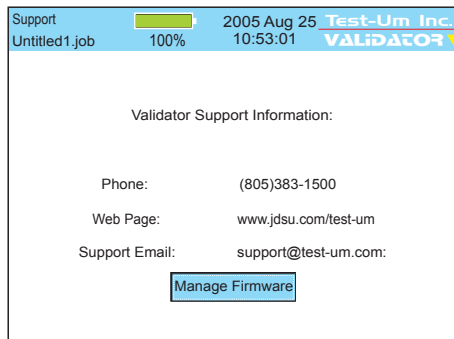 Support 2005 Aug 25 Test-Um Inc.
Untitled1.job 100% 10:53:01 VALIDATOR
Validator Support Information:
Phone: (805)383-1500
Web Page: www.jdsu.com/test-um
Support Email: support@test-um.com:
Manage Firmware